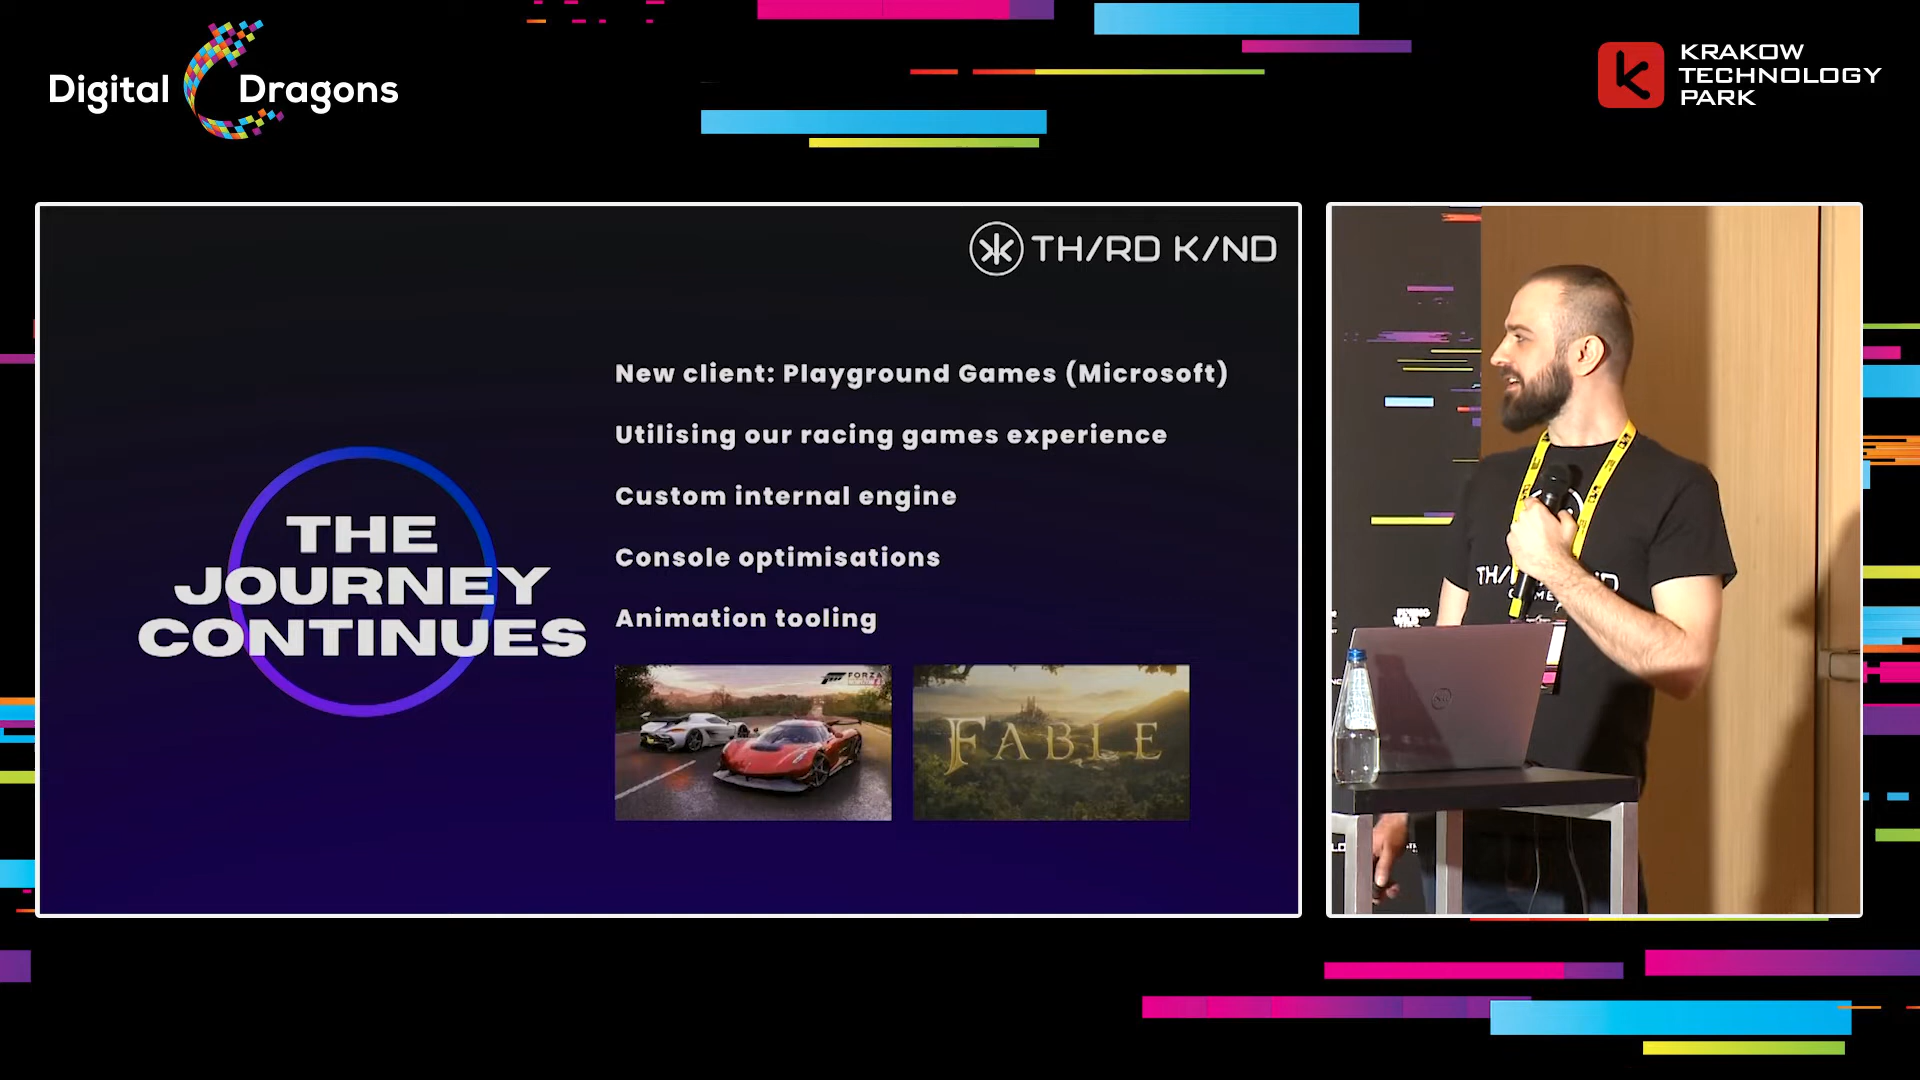 Digital Dragons
KRAKOW
TECHNOLOGY
PARK
TH/RD K/ND
THE
JOURNEY
CONTINUES
New client: Playground Games (Microsoft)
Utilising our racing games experience
Custom internal engine
Console optimisations
Animation tooling
FORZA
FABLE